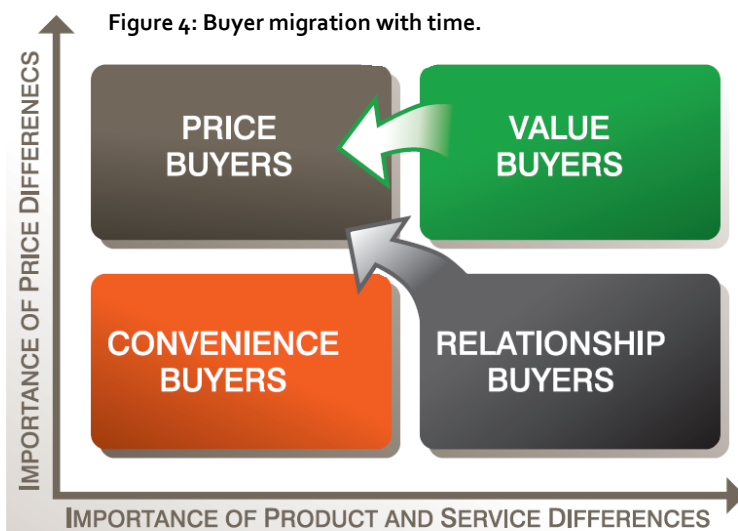 Figure 4: Buyer migration with time.
IMPORTANCE OF PRICE DIFFERENECS
PRICE
BUYERS
VALUE
BUYERS
CONVENIENCE
BUYERS
RELATIONSHIP
BUYERS
IMPORTANCE OF PRODUCT AND SERVICE DIFFERENCES